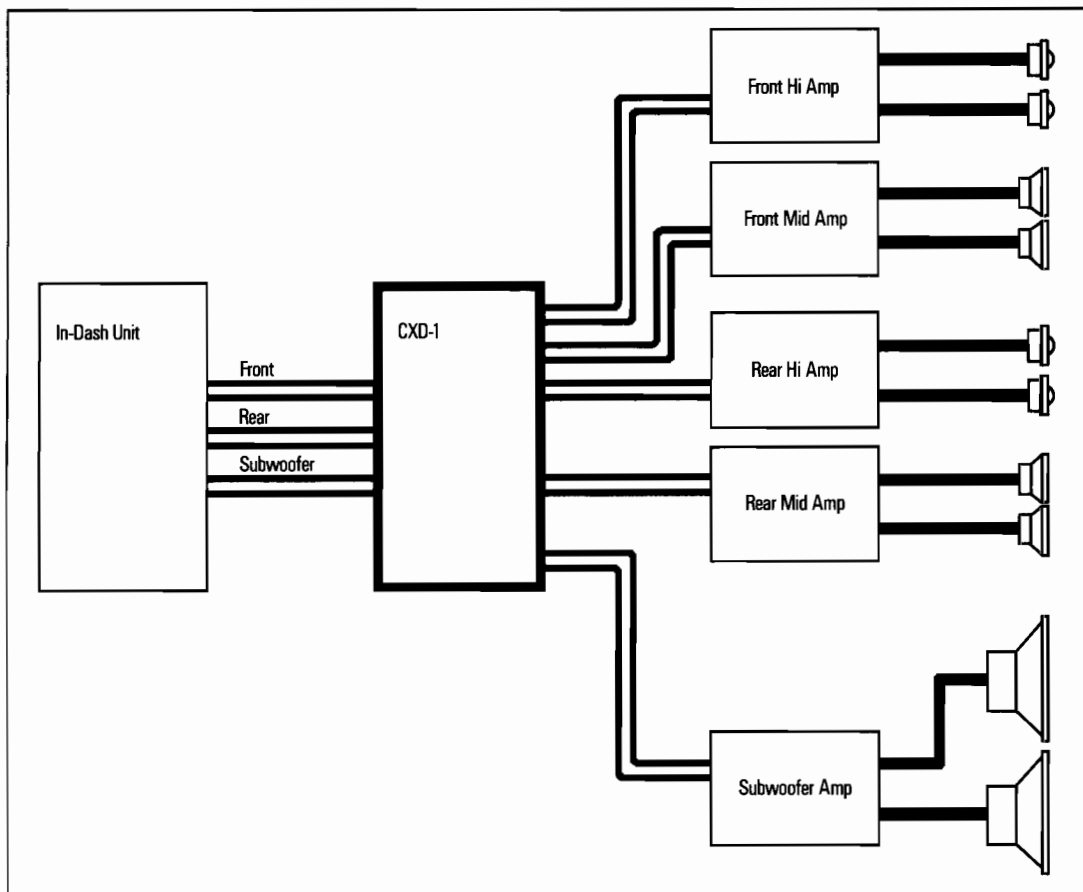 Front Hi Amp
Front Mid Amp
In-Dash Unit
CXD-1
Front
Rear
Subwoofer
Rear Hi Amp
Rear Mid Amp
Subwoofer Amp